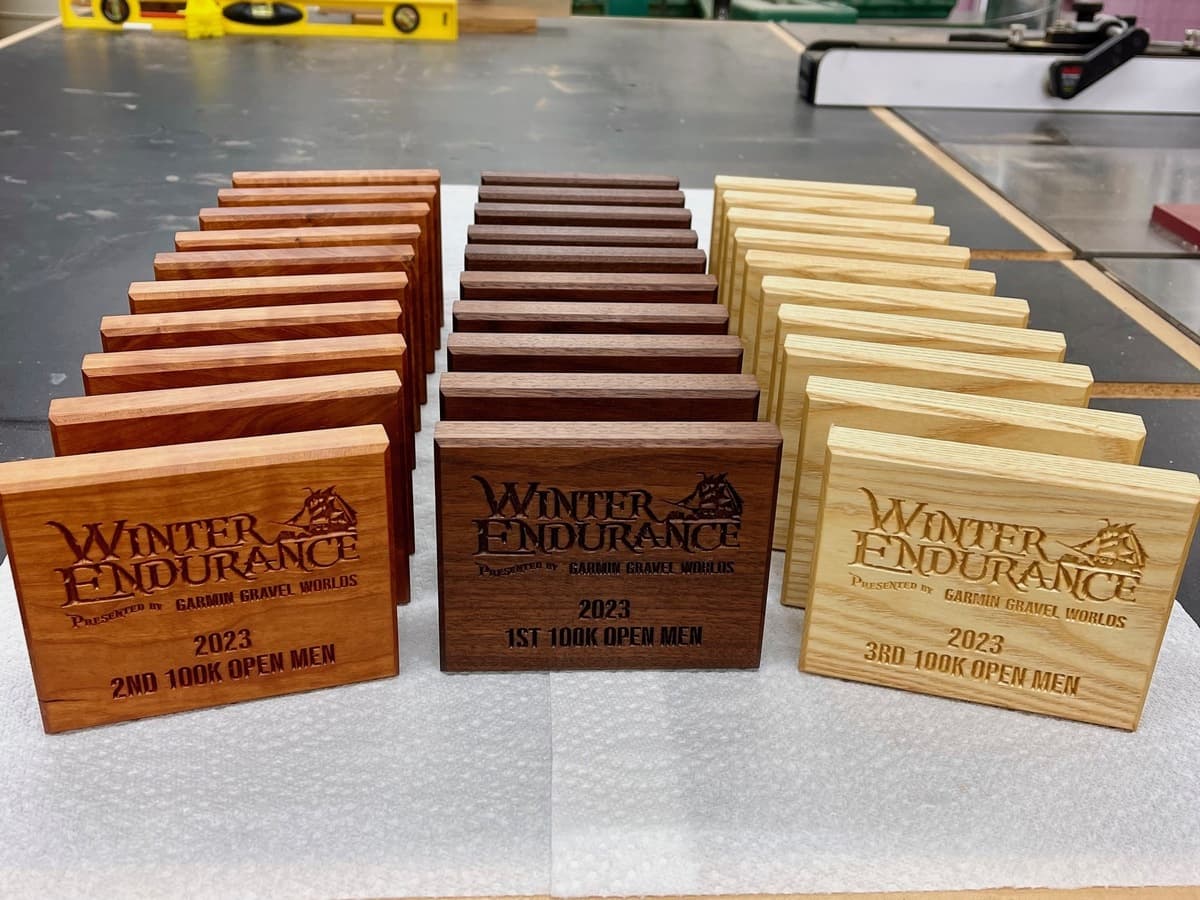 WINTER
ENDURANCE
PRESENTED BY GARMIN GRAVEL WORLDS
2023
2ND 100K OPEN MEN
WINTER
ENDURANCE
PRESENTED BY GARMIN GRAVEL WORLDS
2023
1ST 100K OPEN MEN
WINTER
ENDURANCE
PRESENTED BY GARMIN GRAVEL WORLDS
2023
3RD 100K OPEN MEN